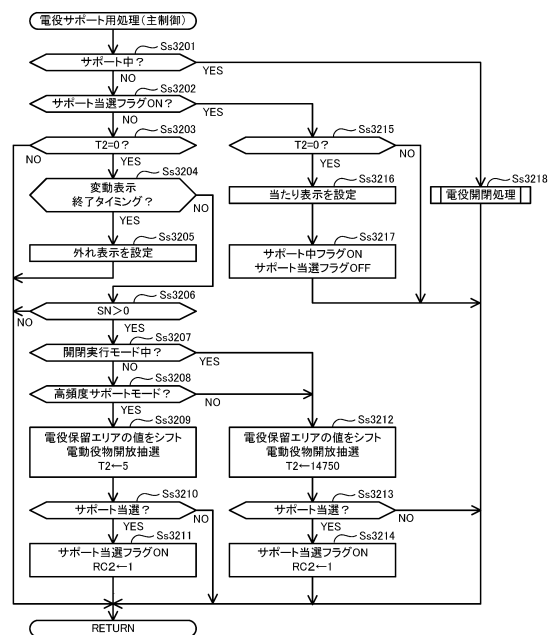 電役サポート用処理(主制御)
Ss3201
サポート中?
NO
YES
Ss3202
サポート当選フラグON?
NO
YES
Ss3203
T2=0?
NO
YES
Ss3204
変動表示
終了タイミング?
YES
NO
Ss3205
外れ表示を設定
Ss3215
T2=0?
YES
NO
Ss3216
当たり表示を設定
Ss3217
サポート中フラグON
サポート当選フラグOFF
Ss3218
電役開閉処理
Ss3206
SN>0
NO
YES
Ss3207
開閉実行モード中?
NO
YES
Ss3208
高頻度サポートモード?
YES
NO
Ss3209
電役保留エリアの値をシフト
電動役物開放抽選
T2←5
Ss3210
サポート当選?
YES
NO
Ss3211
サポート当選フラグON
RC2←1
Ss3212
電役保留エリアの値をシフト
電動役物開放抽選
T2←14750
Ss3213
サポート当選?
YES
NO
Ss3214
サポート当選フラグON
RC2←1
RETURN